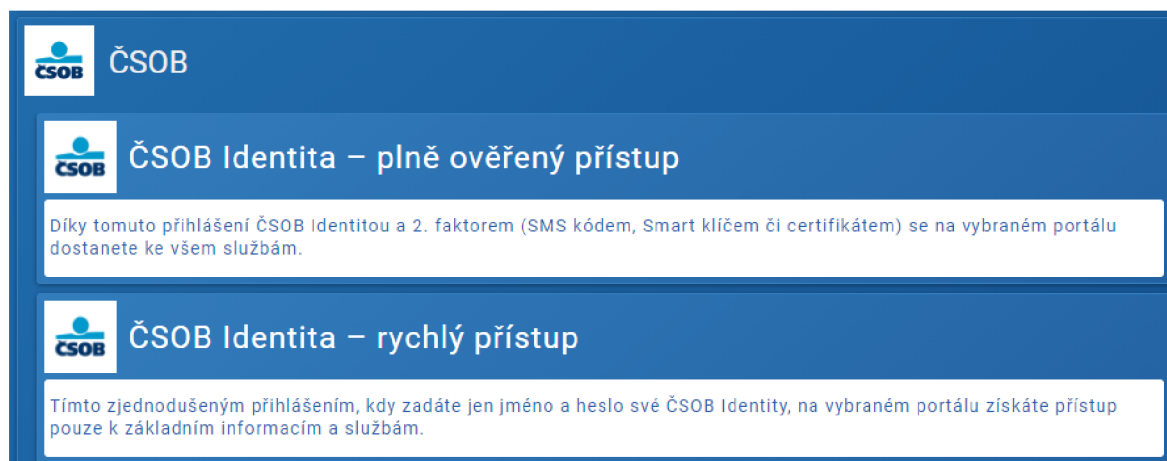 ČSOB
ČSOB
ČSOB
ČSOB Identita – plně ověřený přístup
Díky tomuto přihlášení ČSOB Identitou a 2. faktorem (SMS kódem, Smart klíčem či certifikátem) se na vybraném portálu
dostanete ke všem službám.
ČSOB
ČSOB Identita – rychlý přístup
Tímto zjednodušeným přihlášením, kdy zadáte jen jméno a heslo své ČSOB Identity, na vybraném portálu získáte přístup
pouze k základním informacím a službám.